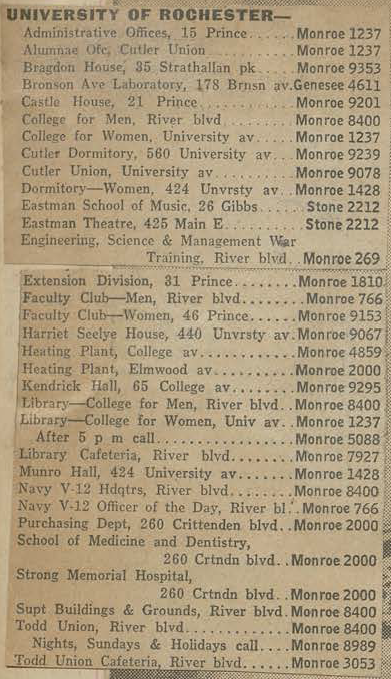 UNIVERSITY OF ROCHESTER—
Administrative Offices, 15 Prince.......Monroe 1237
Alumnae Ofc, Cutler Union..........Monroe 1237
Bragdon House, 35 Strathallan pk.....Monroe 9353
Bronson Ave Laboratory, 178 Brnsn av.Genesee 4611
Castle House, 21 Prince............Monroe 9201
College for Men, River blvd.........Monroe 8400
College for Women, University av.....Monroe 1237
Cutler Dormitory, 560 University av...Monroe 9239
Cutler Union, University av..........Monroe 9078
Dormitory—Women, 424 Unvrsty av..Monroe 1428
Eastman School of Music, 26 Gibbs......Stone 2212
Eastman Theatre, 425 Main E..........Stone 2212
Engineering, Science & Management War
Training, River blvd..Monroe 269
Extension Division, 31 Prince........Monroe 1810
Faculty Club—Men, River blvd.......Monroe 766
Faculty Club—Women, 46 Prince.....Monroe 9153
Harriet Seelye House, 440 Unvrsty av.Monroe 9067
Heating Plant, College av...........Monroe 4859
Heating Plant, Elmwood av..........Monroe 2000
Kendrick Hall, 65 College av.........Monroe 9295
Library—College for Men, River blvd..Monroe 8400
Library—College for Women, Univ av..Monroe 1237
After 5 p m call................Monroe 5088
Library Cafeteria, River blvd........Monroe 7927
Munro Hall, 424 University av.......Monroe 1428
Navy V-12 Hdqtrs, River blvd........Monroe 8400
Navy V-12 Officer of the Day, River bl..Monroe 766
Purchasing Dept, 260 Crittenden blvd..Monroe 2000
School of Medicine and Dentistry,
260 Crtndn blvd..Monroe 2000
Strong Memorial Hospital,
260 Crtndn blvd..Monroe 2000
Supt Buildings & Grounds, River blvd.Monroe 8400
Todd Union, River blvd.............Monroe 8400
Nights, Sundays & Holidays call....Monroe 8989
Todd Union Cafeteria, River blvd......Monroe 3053